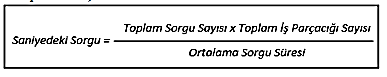 Saniyedeki Sorgu = Toplam Sorgu Sayısı x Toplam İş Parçacığı Sayısı
Ortalama Sorgu Süresi